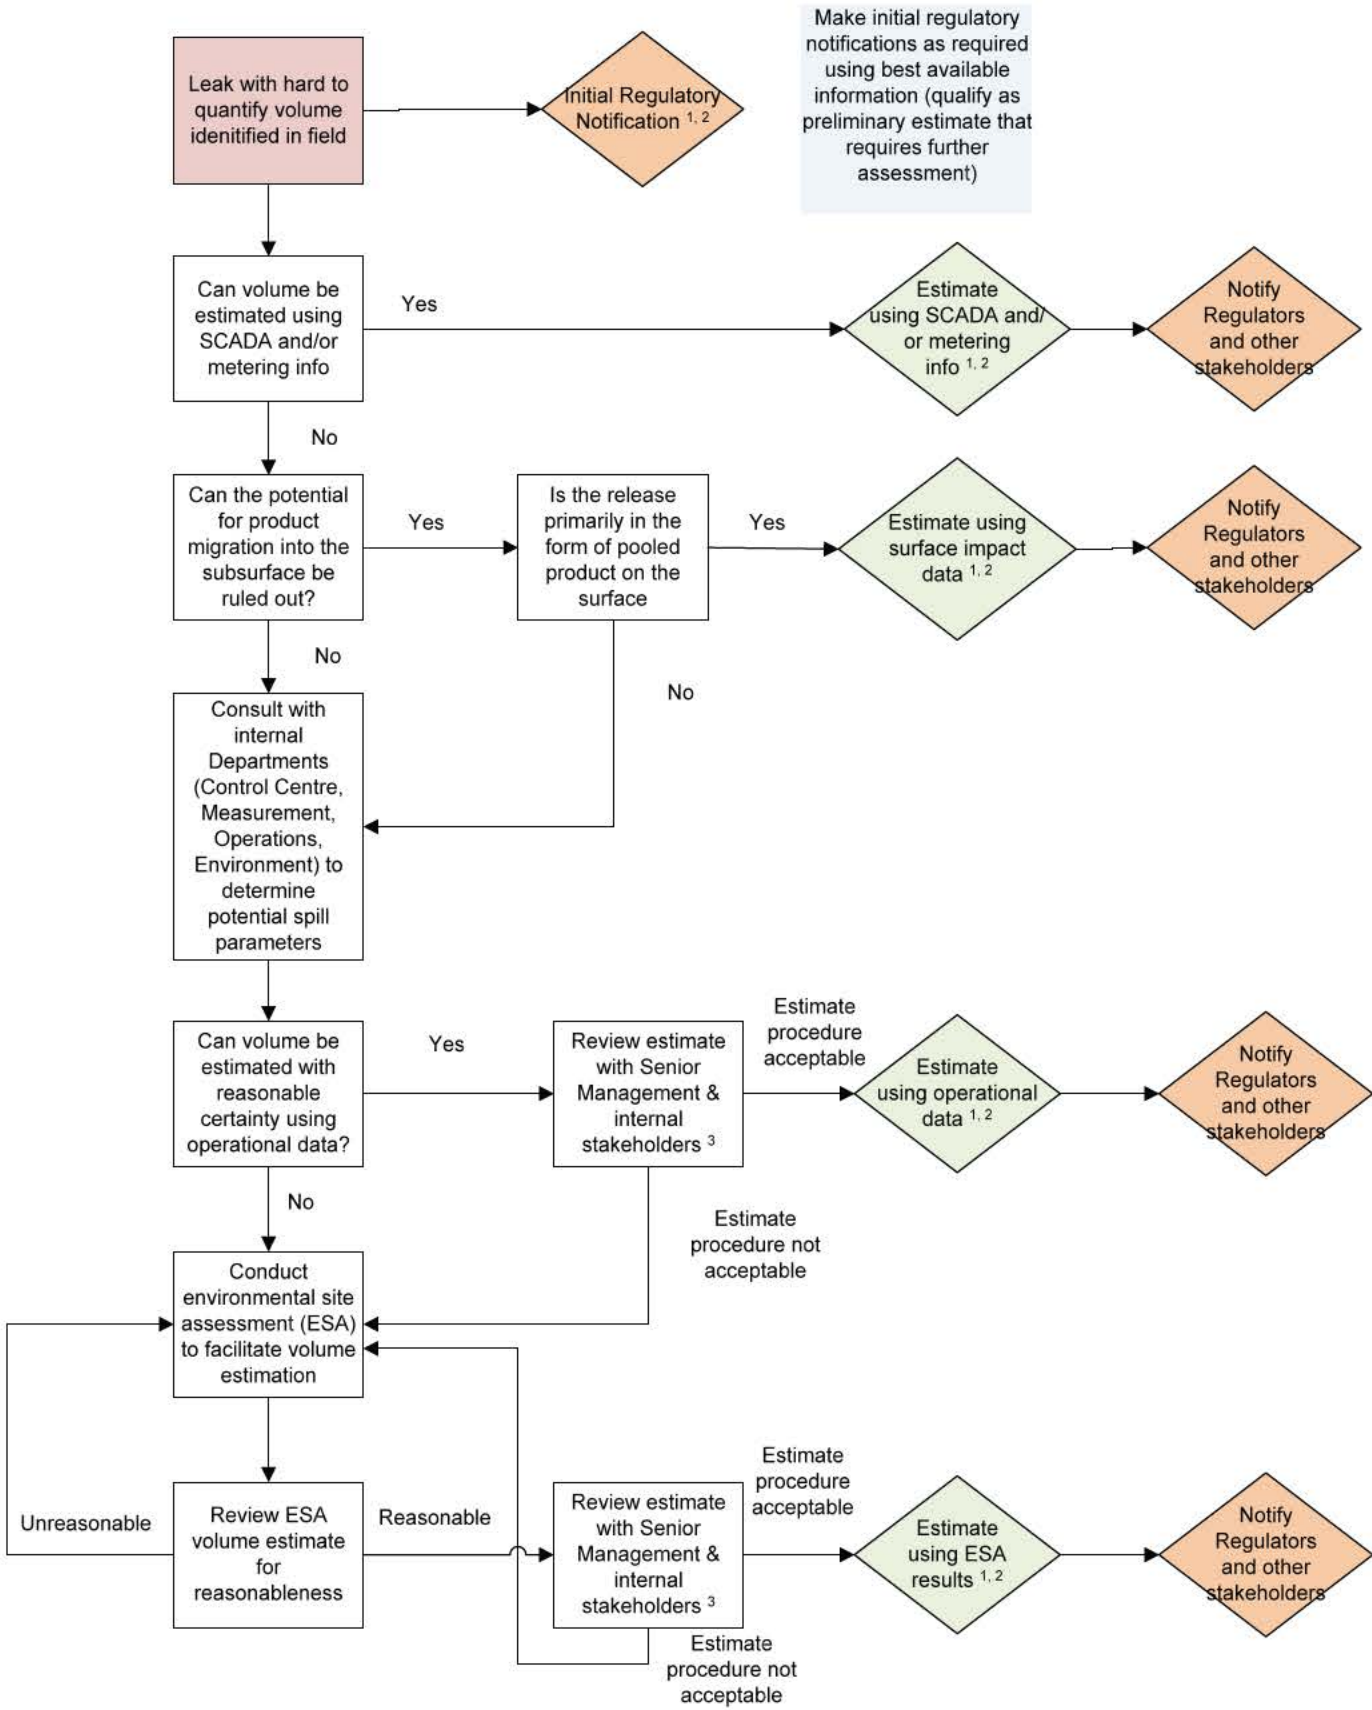 Leak with hard to
quantify volume
idenitified in field
Initial Regulatory
Notification 1, 2
Make initial regulatory
notifications as required
using best available
information (qualify as
preliminary estimate that
requires further
assessment)
Can volume be
estimated using
SCADA and/or
metering info
Yes
Estimate
using SCADA and/
or metering
info 1, 2
Notify
Regulators
and other
stakeholders
No
Can the potential
for product
migration into the
subsurface be
ruled out?
Yes
Is the release
primarily in the
form of pooled
product on the
surface
Yes
Estimate using
surface impact
data 1, 2
Notify
Regulators
and other
stakeholders
No
No
Consult with
internal
Departments
(Control Centre,
Measurement,
Operations,
Environment) to
determine
potential spill
parameters
Can volume be
estimated with
reasonable
certainty using
operational data?
Yes
Review estimate
with Senior
Management &
internal
stakeholders 3
Estimate
procedure
acceptable
Estimate
using operational
data 1, 2
Notify
Regulators
and other
stakeholders
No
Estimate
procedure not
acceptable
Conduct
environmental site
assessment (ESA)
to facilitate volume
estimation
Unreasonable
Review ESA
volume estimate
for
reasonableness
Reasonable
Review estimate
with Senior
Management &
internal
stakeholders 3
Estimate
procedure
acceptable
Estimate
using ESA
results 1, 2
Notify
Regulators
and other
stakeholders
Estimate
procedure not
acceptable